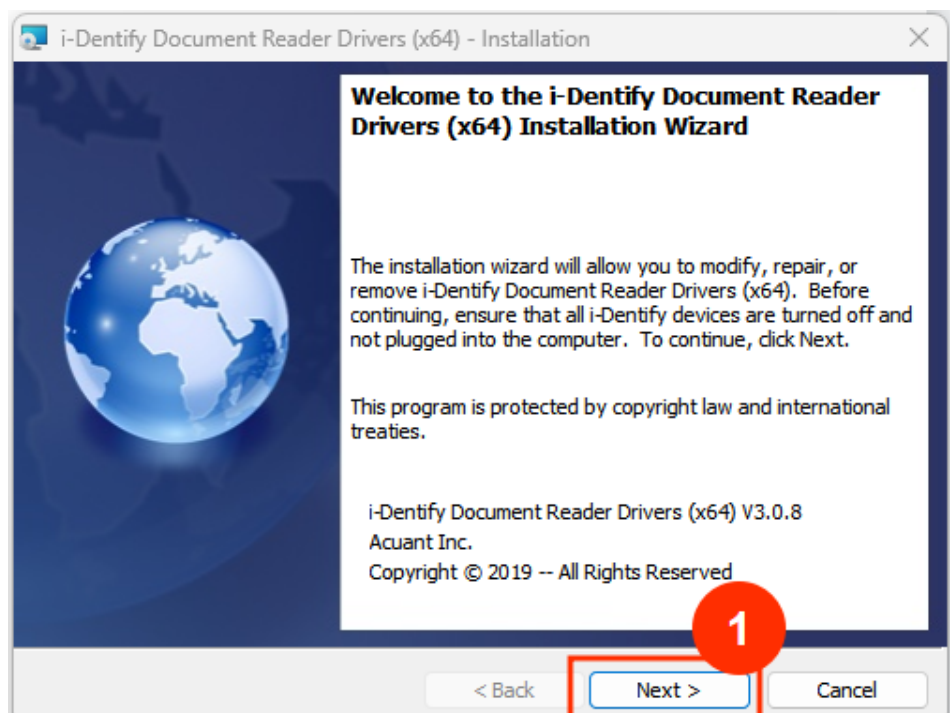 i-Dentify Document Reader Drivers (x64) - Installation
Welcome to the i-Dentify Document Reader
Drivers (x64) Installation Wizard
The installation wizard will allow you to modify, repair, or
remove i-Dentify Document Reader Drivers (x64).  Before
continuing, ensure that all i-Dentify devices are turned off and
not plugged into the computer.  To continue, click Next.
This program is protected by copyright law and international
treaties.
i-Dentify Document Reader Drivers (x64) V3.0.8
Acuant Inc.
Copyright © 2019 -- All Rights Reserved
1
< Back
Next >
Cancel